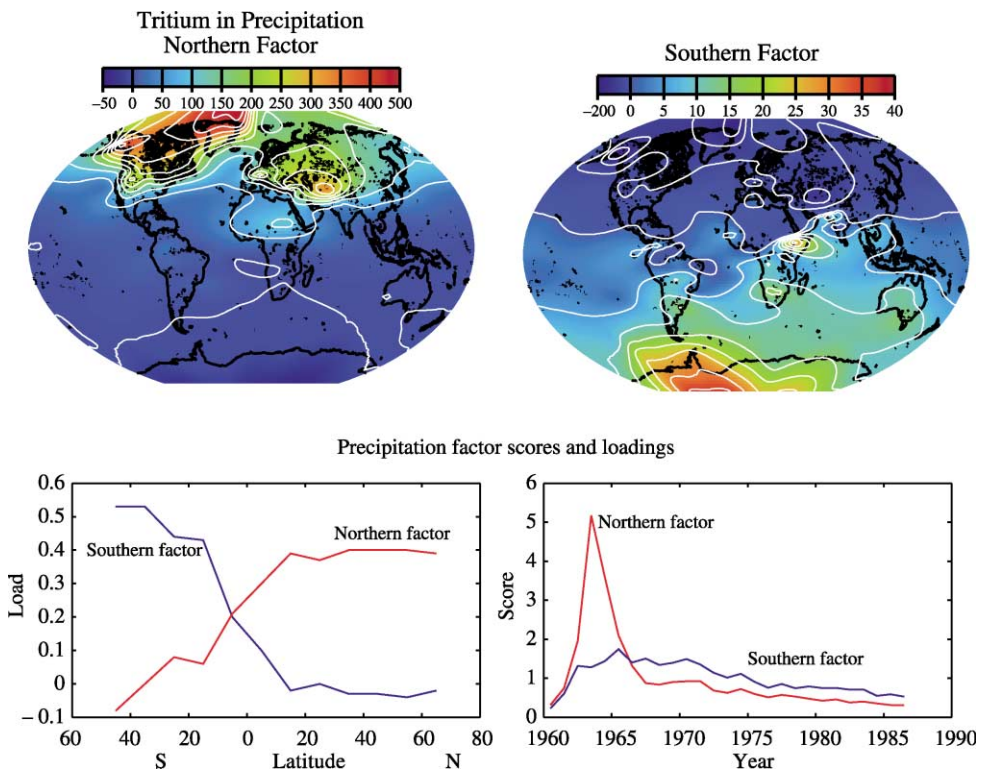 Tritium in Precipitation
Northern Factor
−50 0 50 100 150 200 250 300 350 500
Southern Factor
−200 0 5 10 15 20 25 30 35 40
Precipitation factor scores and loadings
0.6
0.5
0.4
0.3
0.2
0.1
0
−0.1
Load
Southern factor
Northern factor
60 40 20 0 20 40 60 80
S Latitude N
6
5
4
3
2
1
0
Score
Northern factor
Southern factor
1960 1965 1970 1975 1980 1985 1990
Year